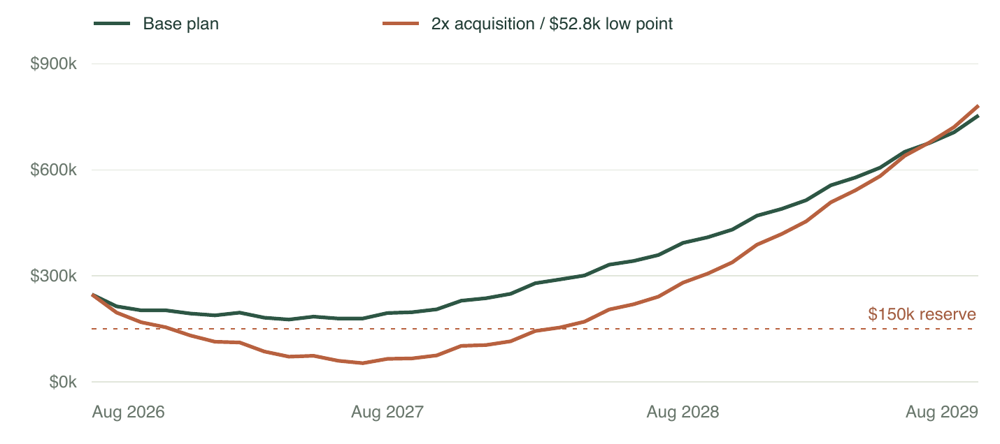 Base plan
2x acquisition / $52.8k low point
$900k
$600k
$300k
$150k reserve
$0k
Aug 2026
Aug 2027
Aug 2028
Aug 2029